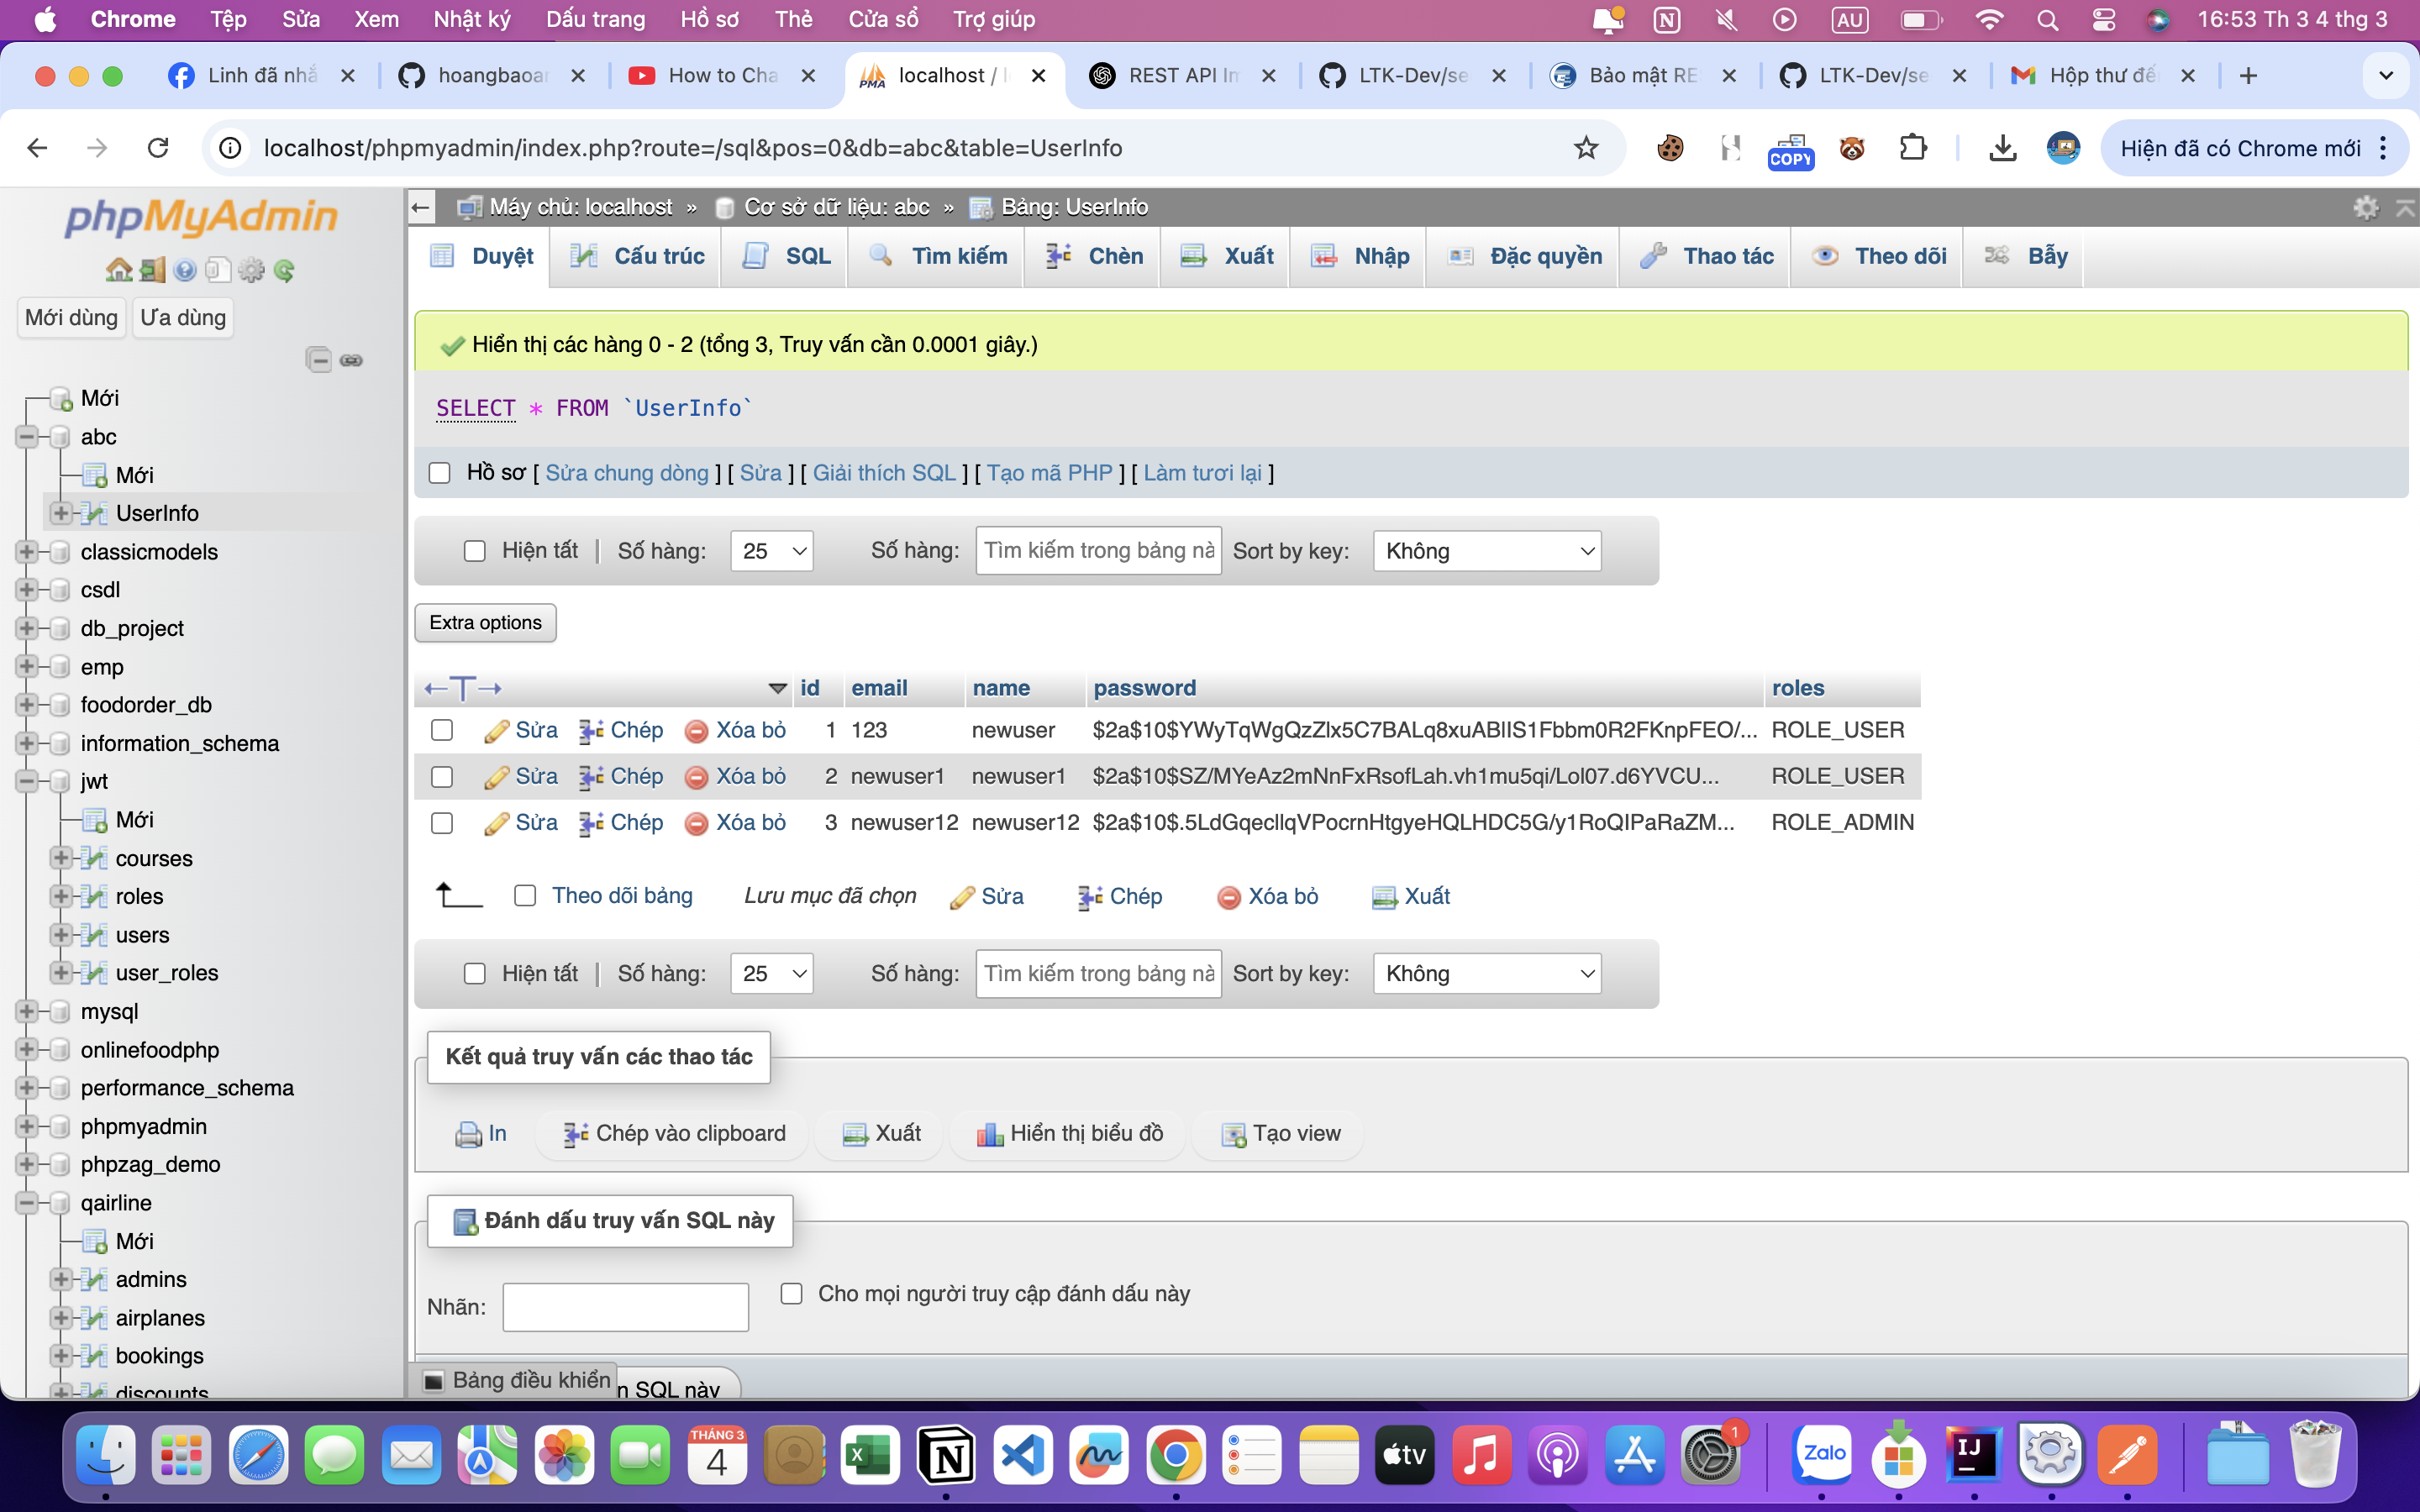 Chrome Tệp Sửa Xem Nhật ký Dấu trang Hồ sơ Thẻ Cửa sổ Trợ giúp AU 16:53 Th 3 4 thg 3
Linh đã nhắ hoangbaoar How to Cha PMA localhost / l REST API Im LTK-Dev/se Bảo mật RE LTK-Dev/se Hộp thư đế
localhost/phpmyadmin/index.php?route=/sql&pos=0&db=abc&table=UserInfo COPY Hiện đã có Chrome mới
phpMyAdmin
Mới dùng Ưa dùng
Mới
abc
Mới
UserInfo
classicmodels
csdl
db_project
emp
foodorder_db
information_schema
jwt
Mới
courses
roles
users
user_roles
mysql
onlinefoodphp
performance_schema
phpmyadmin
phpzag_demo
qairline
Mới
admins
airplanes
bookings
discounts
Máy chủ: localhost » Cơ sở dữ liệu: abc » Bảng: UserInfo
Duyệt Cấu trúc SQL Tìm kiếm Chèn Xuất Nhập Đặc quyền Thao tác Theo dõi Bẫy
Hiển thị các hàng 0 - 2 (tổng 3, Truy vấn cần 0.0001 giây.)
SELECT * FROM `UserInfo`
Hồ sơ [ Sửa chung dòng ] [ Sửa ] [ Giải thích SQL ] [ Tạo mã PHP ] [ Làm tươi lại ]
Hiện tất | Số hàng: 25 Số hàng: Tìm kiếm trong bảng nà Sort by key: Không
Extra options
id email name password roles
Sửa Chép Xóa bỏ 1 123 newuser $2a$10$YWyTqWgQzZlx5C7BALq8xuABlIS1Fbbm0R2FKnpFEO/... ROLE_USER
Sửa Chép Xóa bỏ 2 newuser1 newuser1 $2a$10$SZ/MYeAz2mNnFxRsofLah.vh1mu5qi/Lol07.d6YVCU... ROLE_USER
Sửa Chép Xóa bỏ 3 newuser12 newuser12 $2a$10$.5LdGqecllqVPocrnHtgyeHQLHDC5G/y1RoQIPaRaZM... ROLE_ADMIN
Theo dõi bảng Lưu mục đã chọn Sửa Chép Xóa bỏ Xuất
Hiện tất | Số hàng: 25 Số hàng: Tìm kiếm trong bảng nà Sort by key: Không
Kết quả truy vấn các thao tác
In Chép vào clipboard Xuất Hiển thị biểu đồ Tạo view
Đánh dấu truy vấn SQL này
Nhãn: Cho mọi người truy cập đánh dấu này
Bảng điều khiển n SQL này
THÁNG 3
4
tv
1
Zalo
IJ